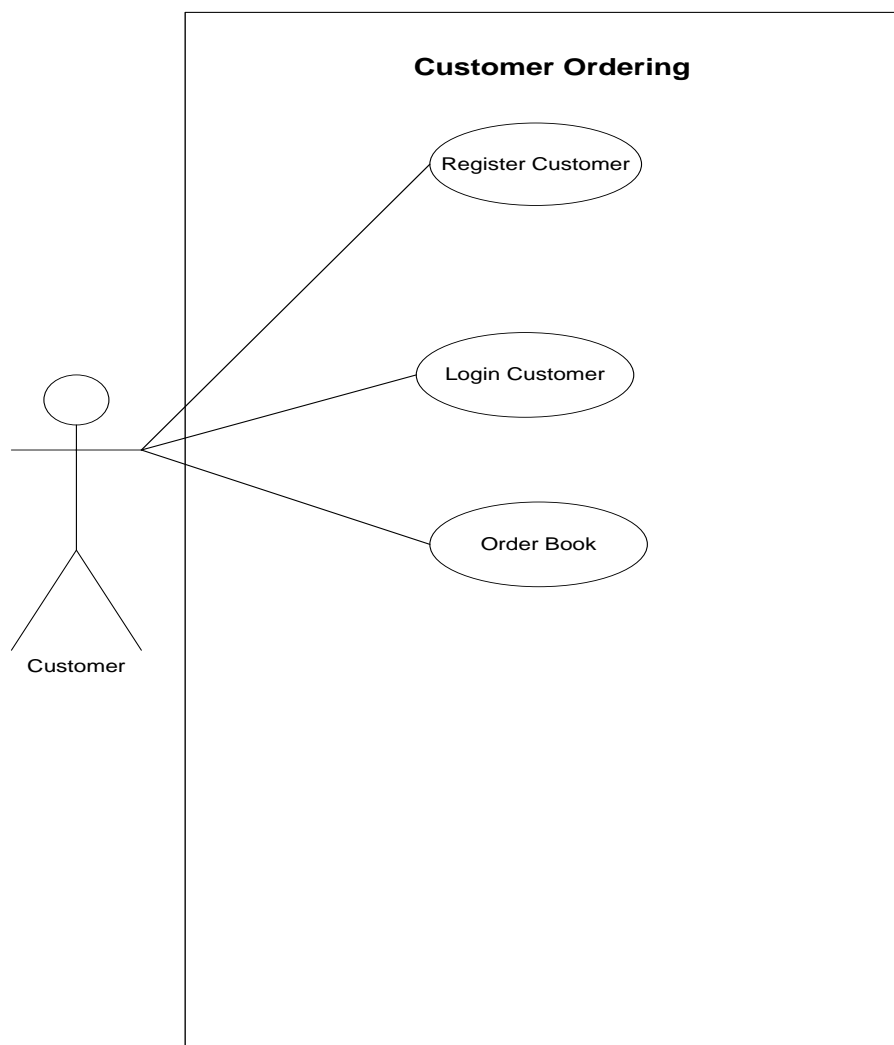 Customer Ordering
Register Customer
Login Customer
Order Book
Customer